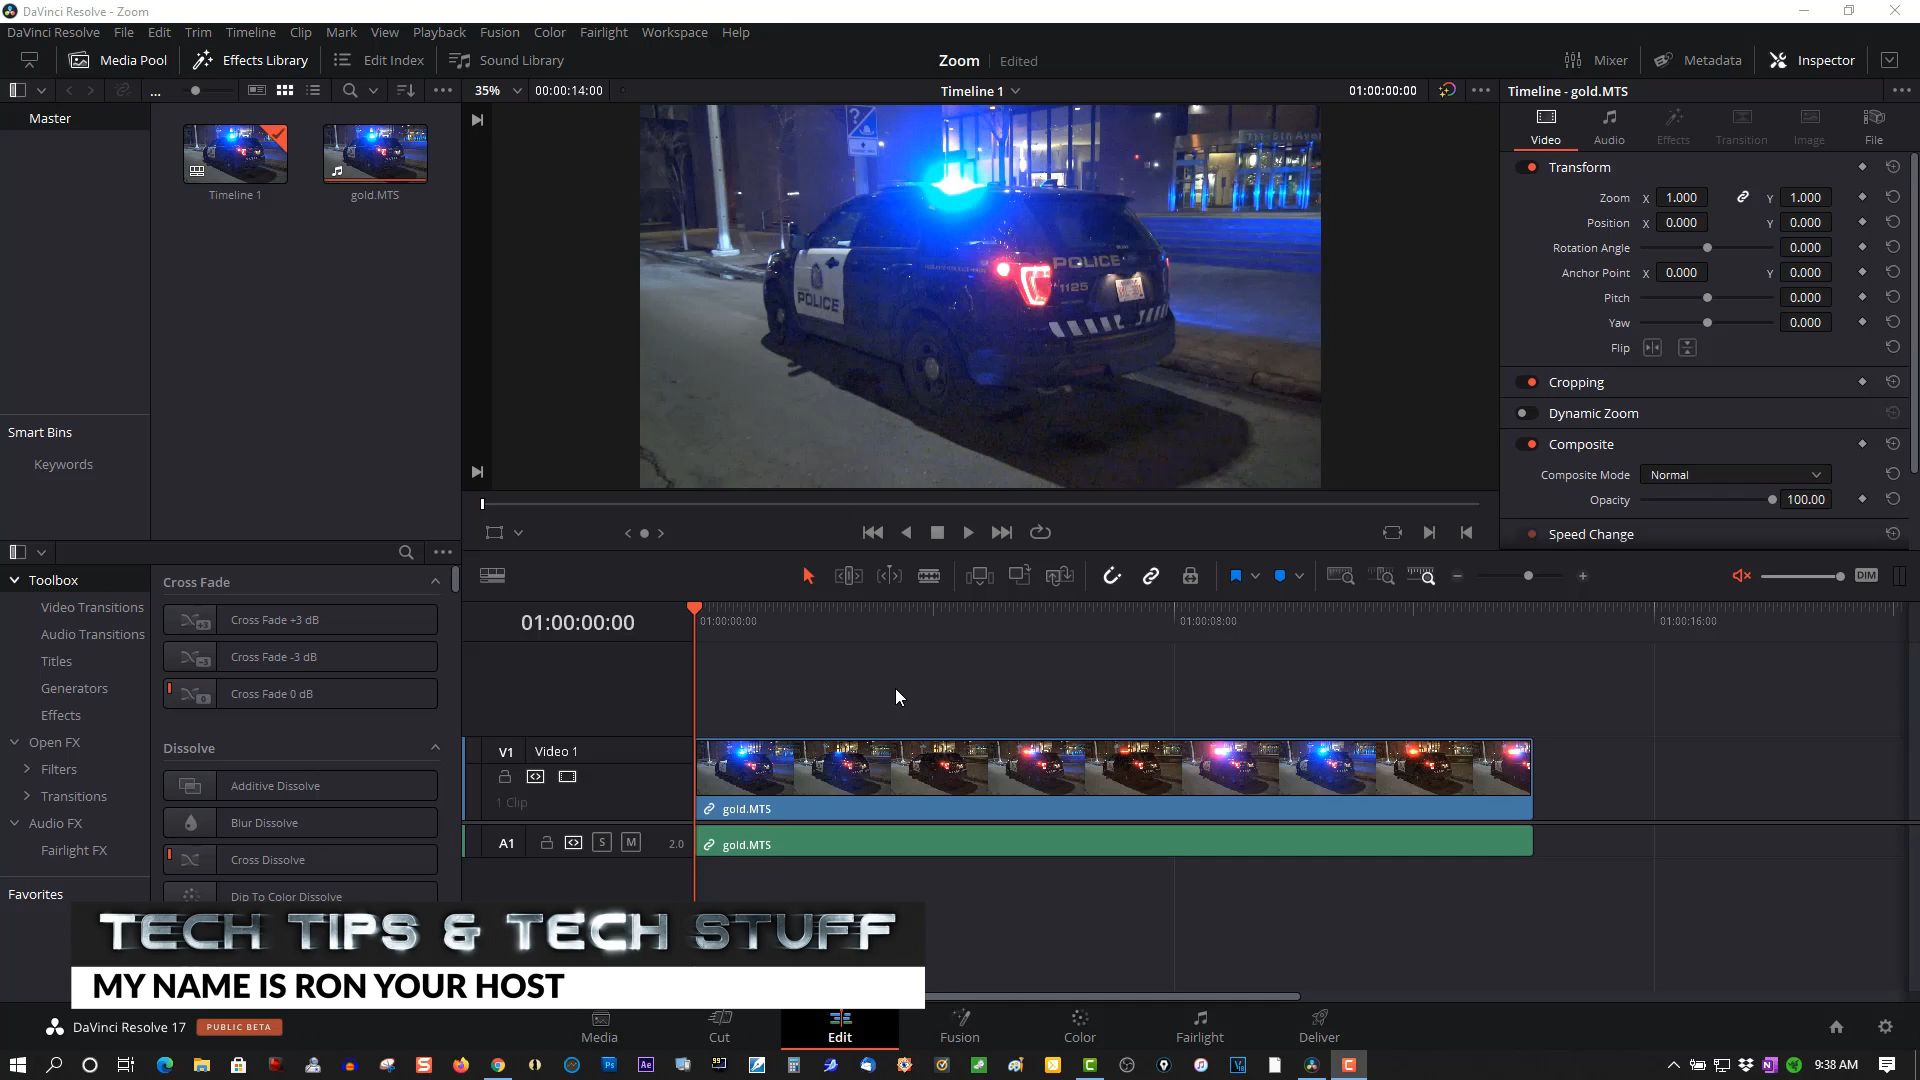 DaVinci Resolve - Zoom
DaVinci Resolve File Edit Trim Timeline Clip Mark View Playback Fusion Color Fairlight Workspace Help
Media Pool Effects Library Edit Index Sound Library Zoom Edited Mixer Metadata Inspector
... 35% 00:00:14:00 Timeline 1 01:00:00:00 Timeline - gold.MTS
Master
Timeline 1 gold.MTS
Video Audio Effects Transition Image File
Transform
Zoom X 1.000 Y 1.000
Position X 0.000 Y 0.000
Rotation Angle 0.000
Anchor Point X 0.000 Y 0.000
Pitch 0.000
Yaw 0.000
Flip
Cropping
Dynamic Zoom
Composite
Composite Mode Normal
Opacity 100.00
Speed Change
POLICE
1125
POLICE
Smart Bins
Keywords
Toolbox
Video Transitions
Audio Transitions
Titles
Generators
Effects
Open FX
Filters
Transitions
Audio FX
Fairlight FX
Favorites
Cross Fade
+3 Cross Fade +3 dB
-3 Cross Fade -3 dB
0 Cross Fade 0 dB
Dissolve
Additive Dissolve
Blur Dissolve
Cross Dissolve
Dip To Color Dissolve
DIM
01:00:00:00
01:00:00:00 01:00:08:00 01:00:16:00
V1 Video 1
1 Clip
gold.MTS
A1 S M 2.0 gold.MTS
TECH TIPS & TECH STUFF
MY NAME IS RON YOUR HOST
DaVinci Resolve 17 PUBLIC BETA
Media Cut Edit Fusion Color Fairlight Deliver
9:38 AM